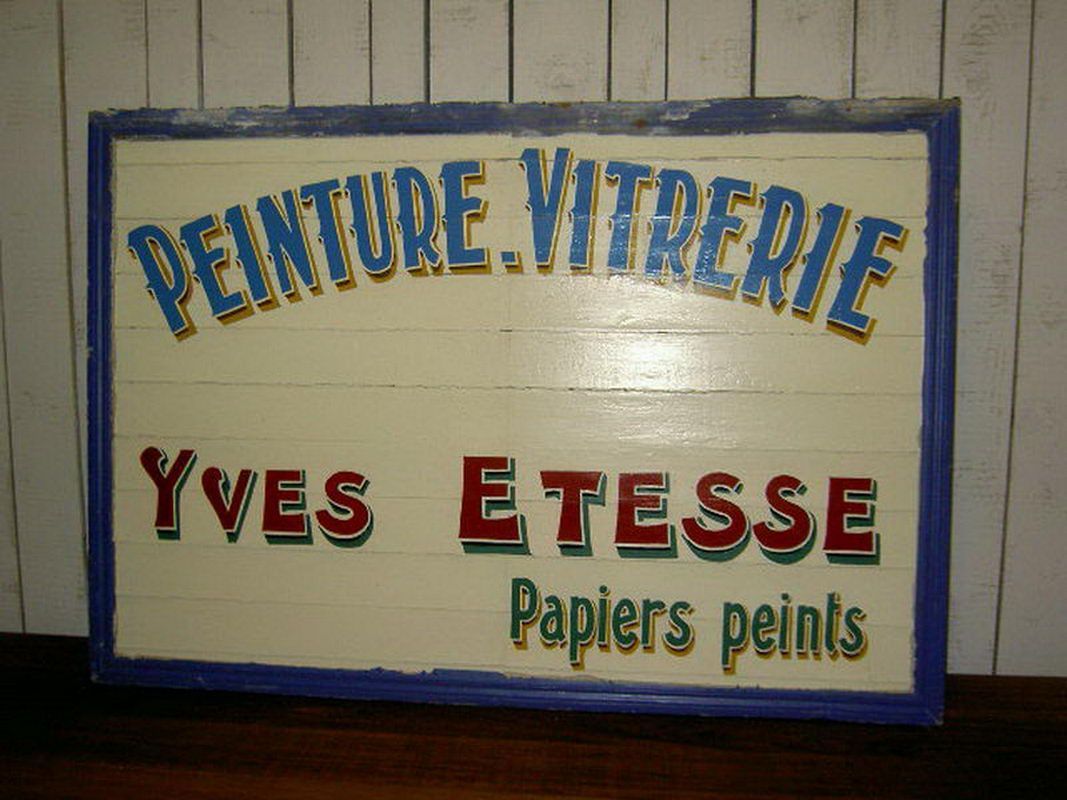 PEINTURE.VITRERIE
YVES ETESSE
Papiers peints